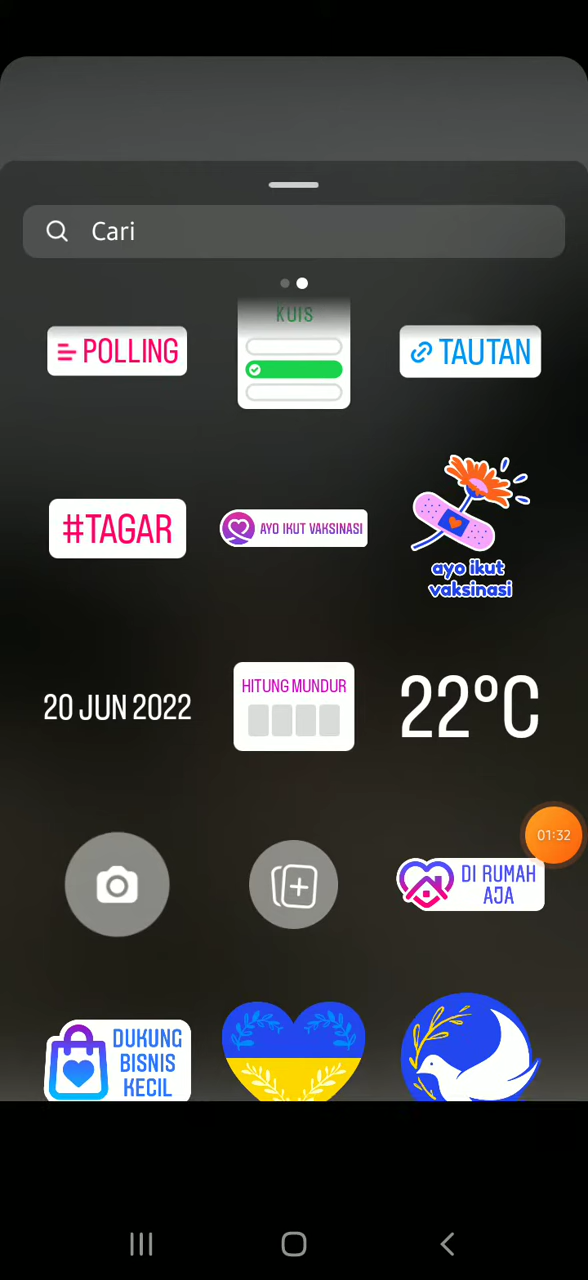 Cari
POLLING
KUIS
TAUTAN
#TAGAR
AYO IKUT VAKSINASI
ayo ikut
vaksinasi
20 JUN 2022
HITUNG MUNDUR
22°C
01:32
DI RUMAH
AJA
DUKUNG
BISNIS
KECIL